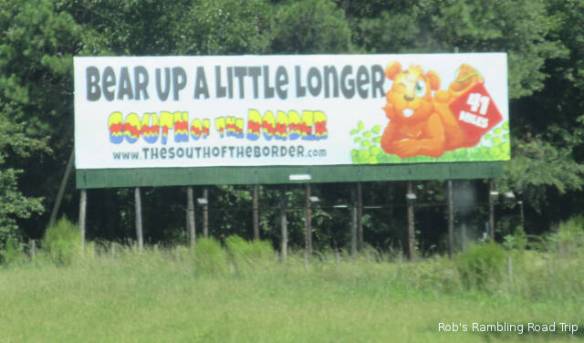 BEAR UP A LITTLE LONGER
SOUTH OF THE BORDER
www.THESOUTHOFTHEBORDER.com
41
MILES
Rob's Rambling Road Trip